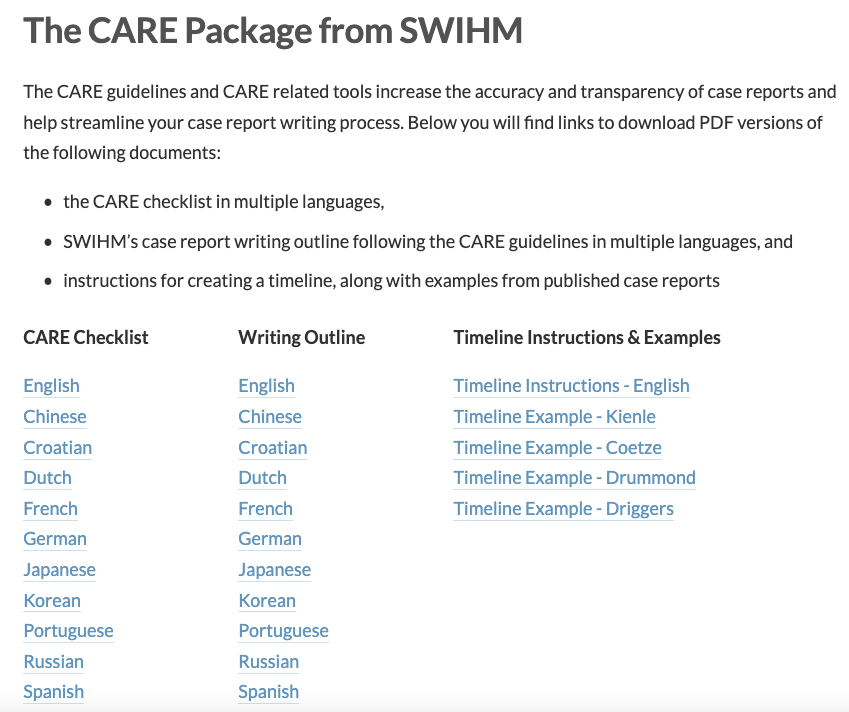 The CARE Package from SWIHM
The CARE guidelines and CARE related tools increase the accuracy and transparency of case reports and
help streamline your case report writing process. Below you will find links to download PDF versions of
the following documents:
• the CARE checklist in multiple languages,
• SWIHM’s case report writing outline following the CARE guidelines in multiple languages, and
• instructions for creating a timeline, along with examples from published case reports
CARE Checklist
English
Chinese
Croatian
Dutch
French
German
Japanese
Korean
Portuguese
Russian
Spanish
Writing Outline
English
Chinese
Croatian
Dutch
French
German
Japanese
Korean
Portuguese
Russian
Spanish
Timeline Instructions & Examples
Timeline Instructions - English
Timeline Example - Kienle
Timeline Example - Coetze
Timeline Example - Drummond
Timeline Example - Driggers